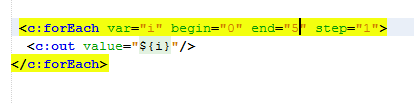 <c:forEach var="i" begin="0" end="5" step="1">
<c:out value="${i}"/>
</c:forEach>